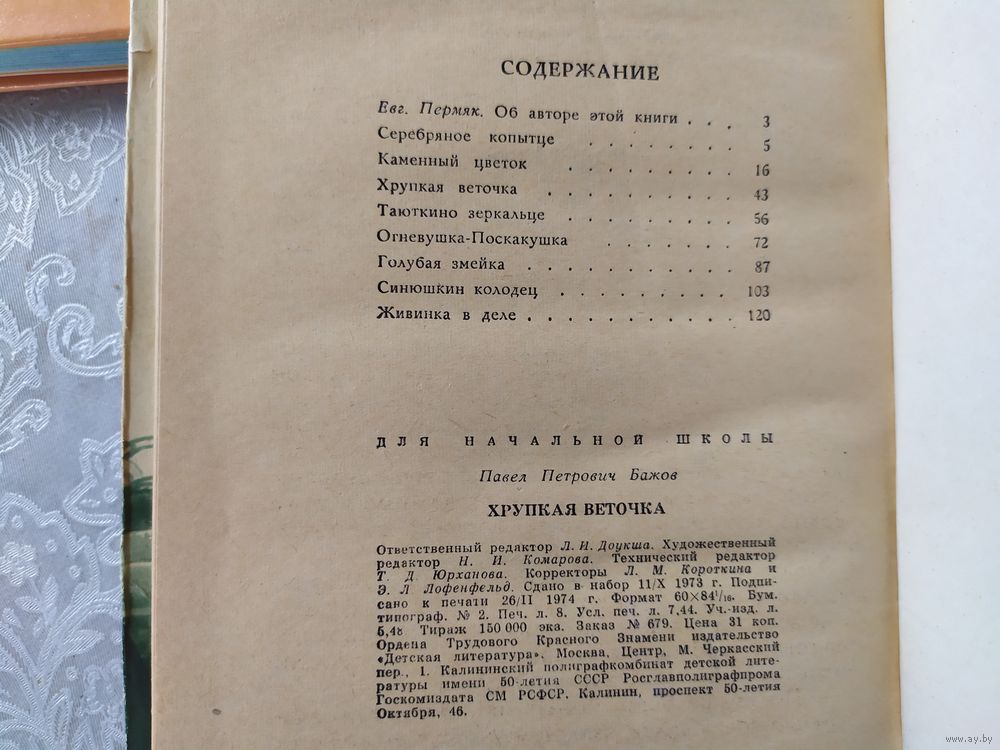 СОДЕРЖАНИЕ
Евг. Пермяк. Об авторе этой книги . . . 3
Серебряное копытце . . . . . . . 5
Каменный цветок . . . . . . . . 16
Хрупкая веточка . . . . . . . . . 43
Таюткино зеркальце . . . . . . . . 56
Огневушка-Поскакушка . . . . . . 72
Голубая змейка . . . . . . . . . . 87
Синюшкин колодец . . . . . . . . 103
Живинка в деле . . . . . . . . . . . 120
ДЛЯ НАЧАЛЬНОЙ ШКОЛЫ
Павел Петрович Бажов
ХРУПКАЯ ВЕТОЧКА
Ответственный редактор Л. И. Доукша. Художественный
редактор Н. И. Комарова. Технический редактор
Т. Д. Юрханова. Корректоры Л. М. Короткина и
Э. Л Лофенфельд. Сдано в набор 11/X 1973 г. Подпи-
сано к печати 26/II 1974 г. Формат 60×84¹/₁₆. Бум.
типограф. № 2. Печ. л. 8. Усл. печ. л. 7,44. Уч.-изд. л.
5,48 Тираж 150 000 экз. Заказ № 679. Цена 31 коп.
Ордена Трудового Красного Знамени издательство
«Детская литература». Москва, Центр, М. Черкасский
пер., 1. Калининский полиграфкомбинат детской лите-
ратуры имени 50-летия СССР Росглавполиграфпрома
Госкомиздата СМ РСФСР. Калинин, проспект 50-летия
Октября, 46.
www.ay.by